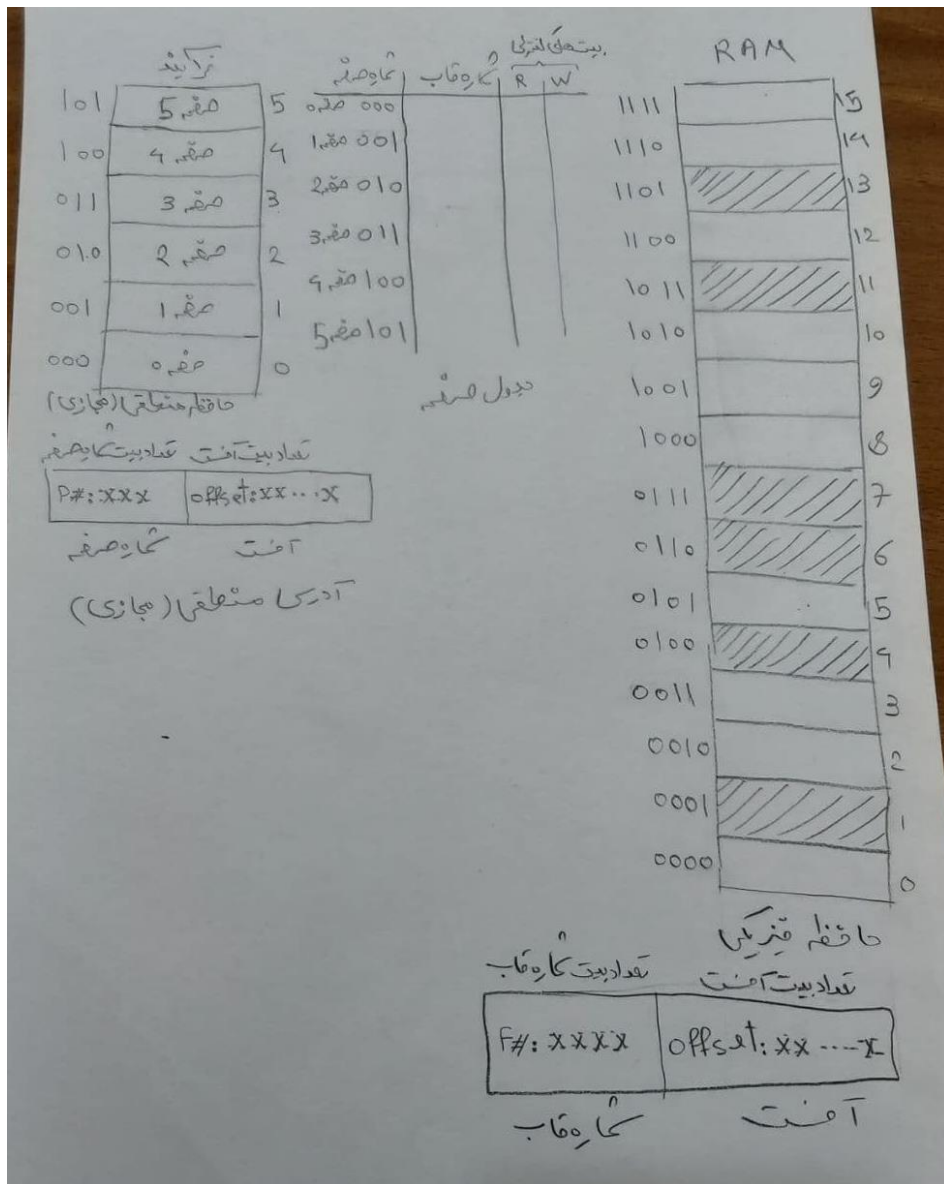 فرآیند
101 صفحه 5 5
100 صفحه 4 4
011 صفحه 3 3
010 صفحه 2 2
001 صفحه 1 1
000 صفحه 0 0
حافظه منطقی (مجازی)
تعداد بیت شماره صفحه تعداد بیت آفست
P#: xxx offset: xx...x
شماره صفحه آفست
آدرس منطقی (مجازی)
بیت‌های کنترلی
شماره صفحه شماره قاب R W
صفحه 0 000
صفحه 1 001
صفحه 2 010
صفحه 3 011
صفحه 4 100
صفحه 5 101
جدول صفحه
RAM
1111 15
1110 14
1101 13
1100 12
1011 11
1010 10
1001 9
1000 8
0111 7
0110 6
0101 5
0100 4
0011 3
0010 2
0001 1
0000 0
حافظه فیزیکی
تعداد بیت شماره قاب تعداد بیت آفست
F#: xxxx offset: xx ....x
شماره قاب آفست